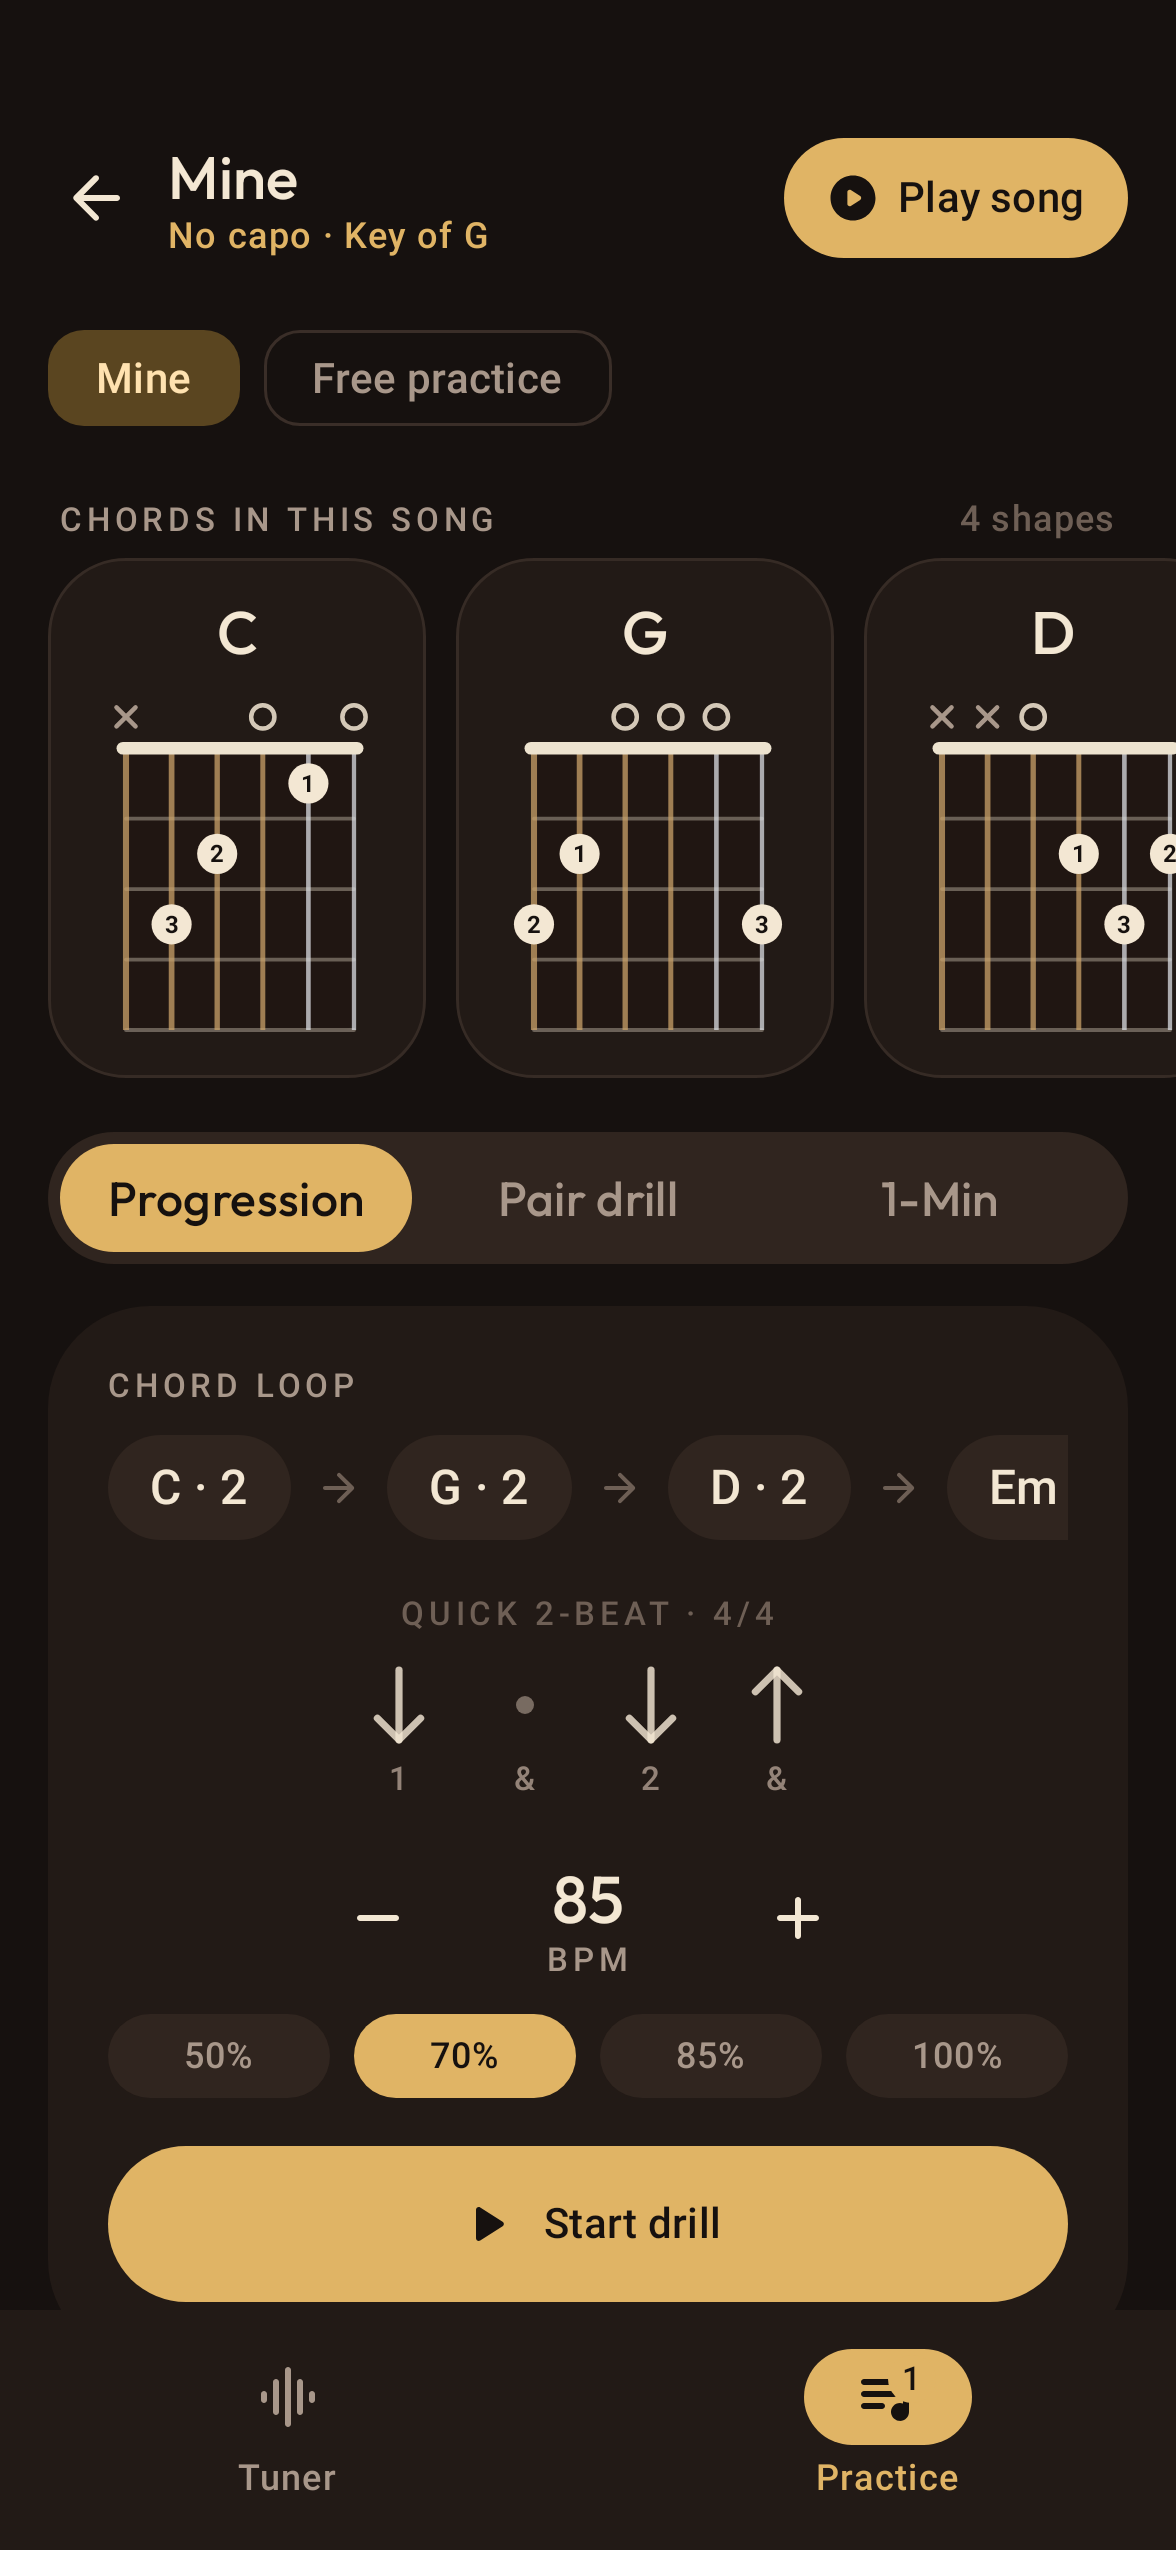 Mine
No capo · Key of G
Play song
Mine
Free practice
CHORDS IN THIS SONG
4 shapes
C
G
D
1
2
3
1
2
3
1
2
3
Progression
Pair drill
1-Min
CHORD LOOP
C · 2 → G · 2 → D · 2 → Em
QUICK 2-BEAT · 4/4
1 & 2 &
85
BPM
50%
70%
85%
100%
Start drill
1
Tuner
Practice